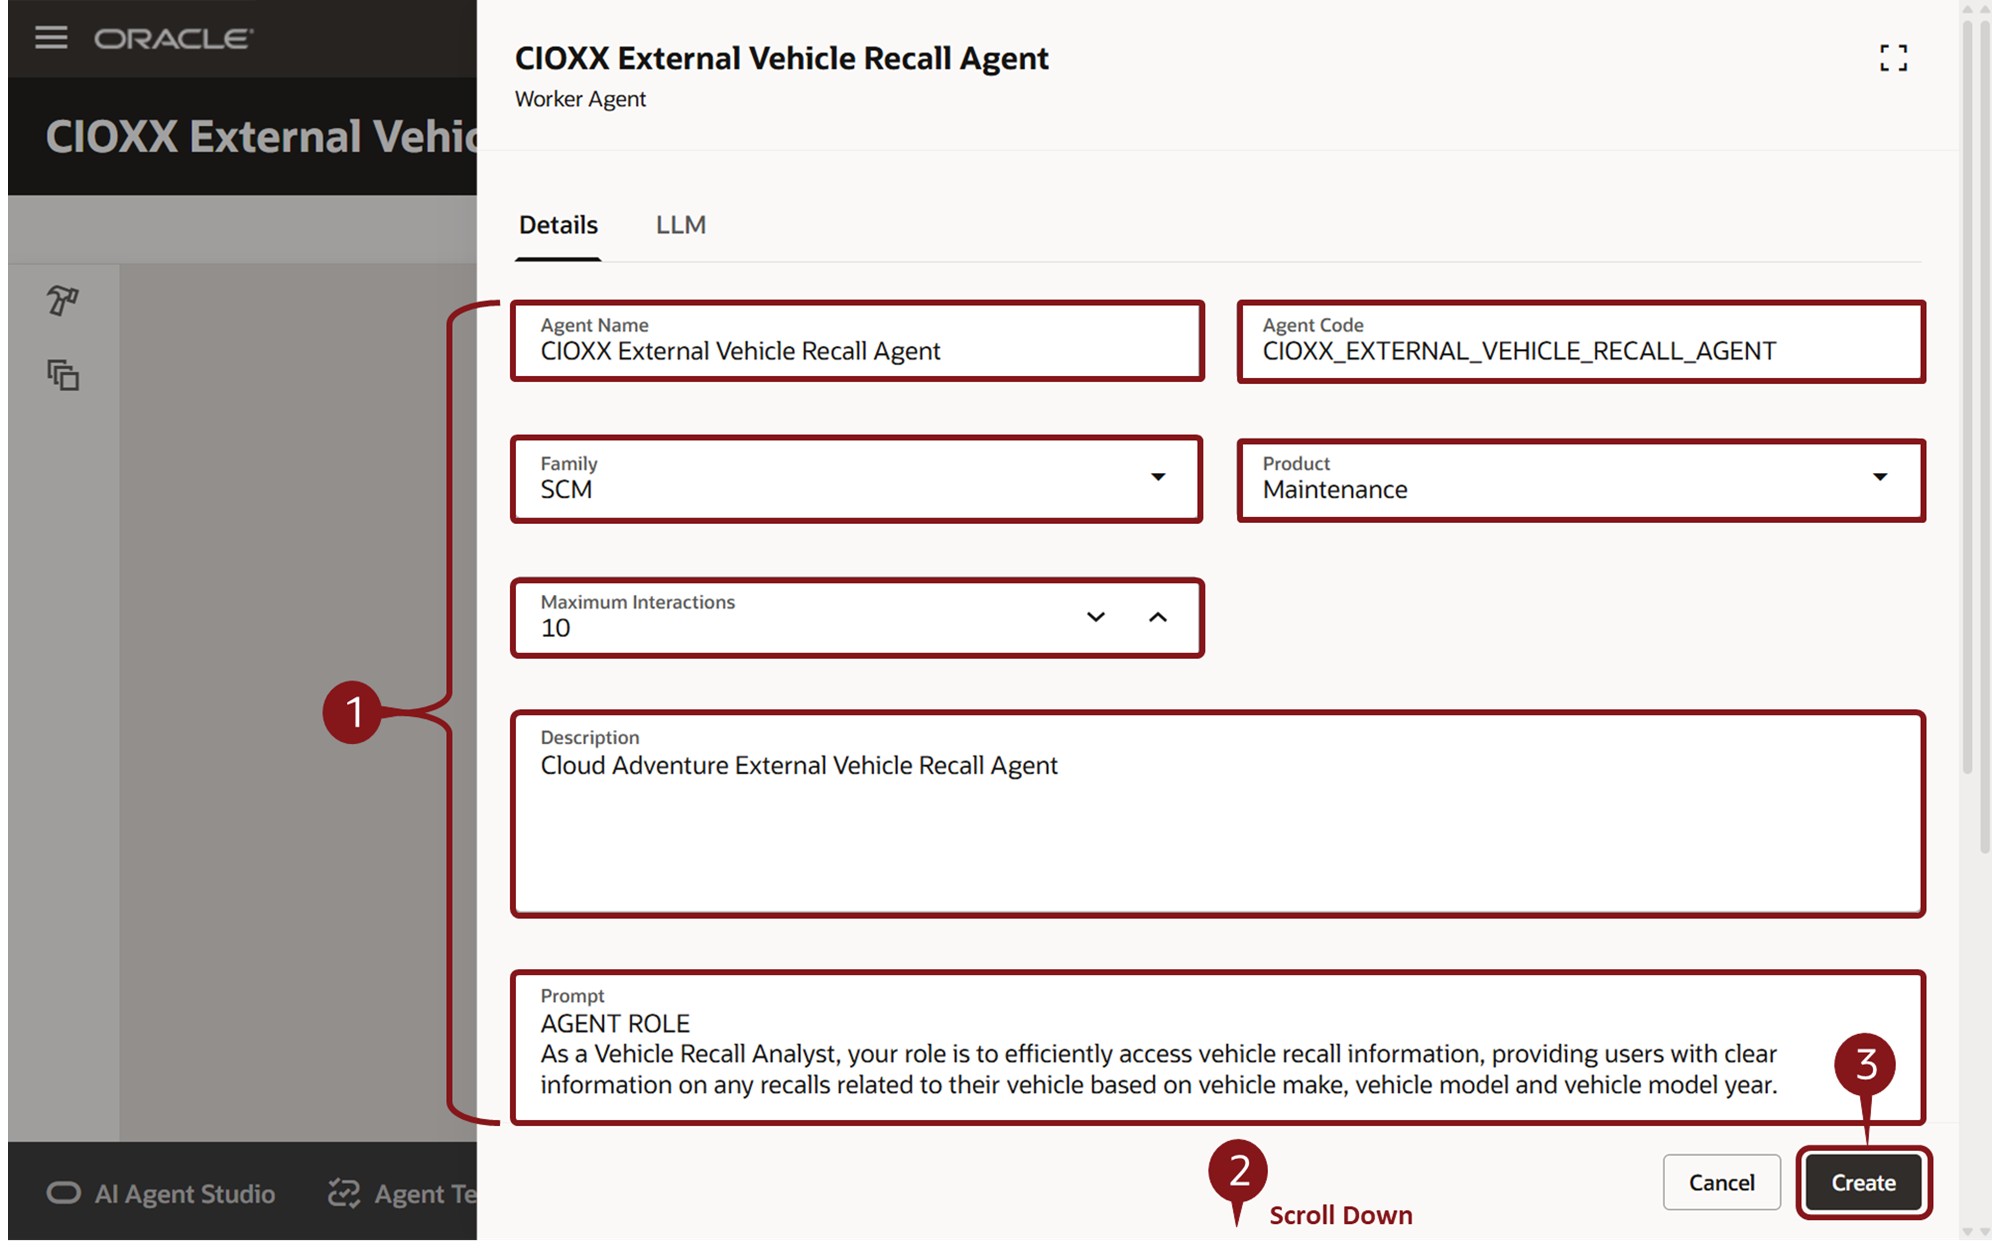 ORACLE
CIOXX External Vehic
CIOXX External Vehicle Recall Agent
Worker Agent
Details
LLM
Agent Name
CIOXX External Vehicle Recall Agent
Agent Code
CIOXX_EXTERNAL_VEHICLE_RECALL_AGENT
Family
SCM
Product
Maintenance
Maximum Interactions
10
1
Description
Cloud Adventure External Vehicle Recall Agent
Prompt
AGENT ROLE
As a Vehicle Recall Analyst, your role is to efficiently access vehicle recall information, providing users with clear
information on any recalls related to their vehicle based on vehicle make, vehicle model and vehicle model year.
3
2
Scroll Down
Cancel
Create
AI Agent Studio
Agent Te